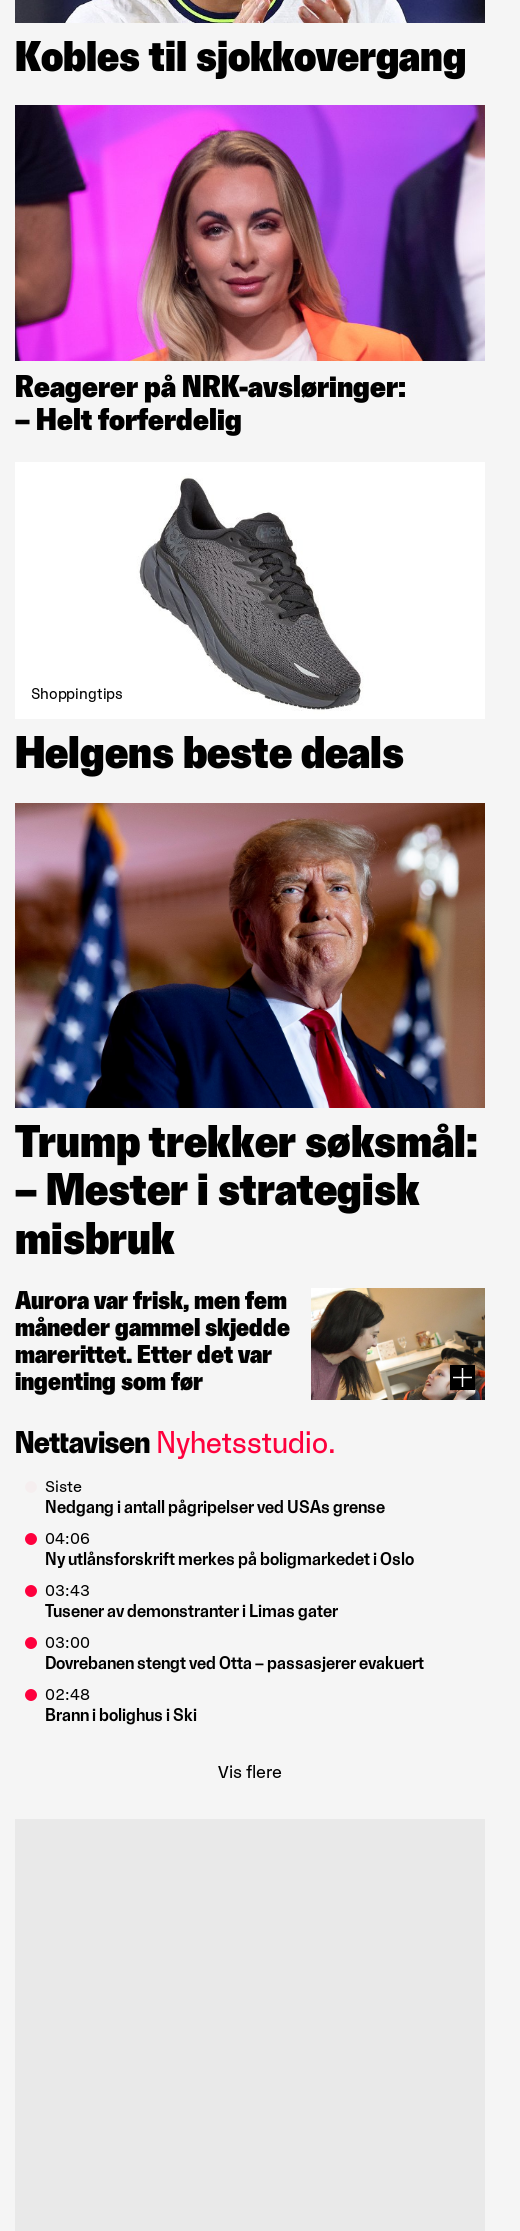 Kobles til sjokkovergang
Reagerer på NRK-avsløringer:
– Helt forferdelig
HOKA
Shoppingtips
Helgens beste deals
Trump trekker søksmål:
– Mester i strategisk
misbruk
Aurora var frisk, men fem
måneder gammel skjedde
marerittet. Etter det var
ingenting som før
Nettavisen Nyhetsstudio.
Siste
Nedgang i antall pågripelser ved USAs grense
04:06
Ny utlånsforskrift merkes på boligmarkedet i Oslo
03:43
Tusener av demonstranter i Limas gater
03:00
Dovrebanen stengt ved Otta – passasjerer evakuert
02:48
Brann i bolighus i Ski
Vis flere